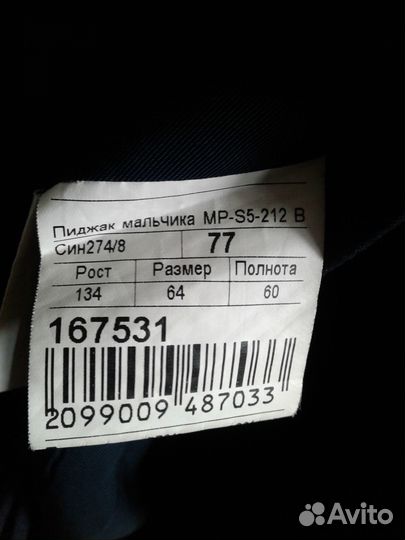 Пиджак мальчика MP-S5-212 В
Син274/8 77
Рост Размер Полнота
134 64 60
167531
2099009 487033
Avito